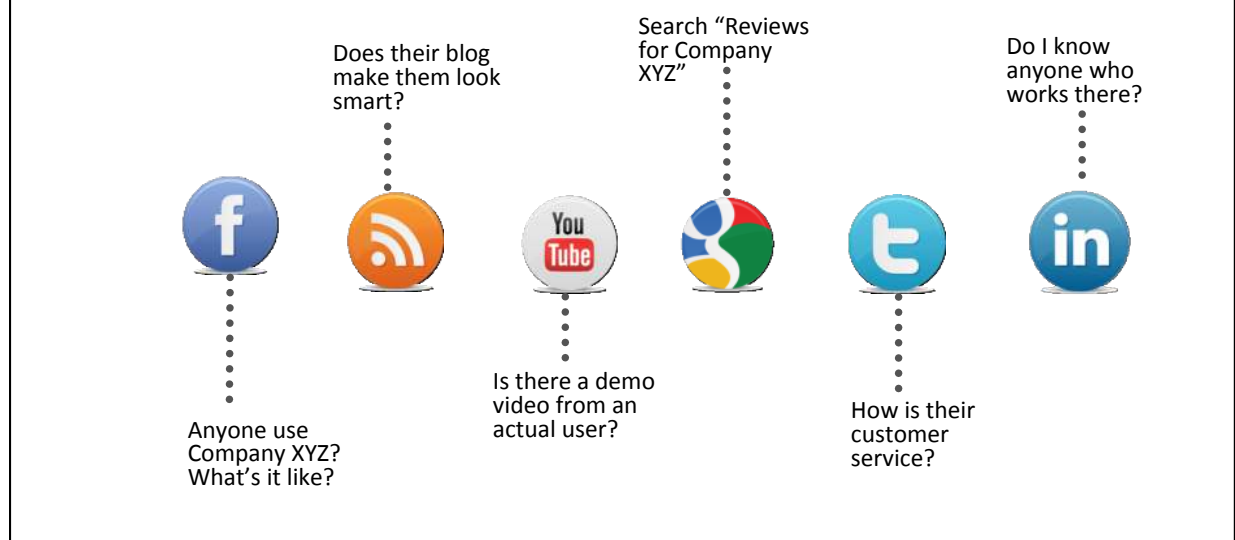 Does their blog
make them look
smart?
Search “Reviews
for Company
XYZ”
Do I know
anyone who
works there?
f
You
Tube
g
t
in
Anyone use
Company XYZ?
What’s it like?
Is there a demo
video from an
actual user?
How is their
customer
service?